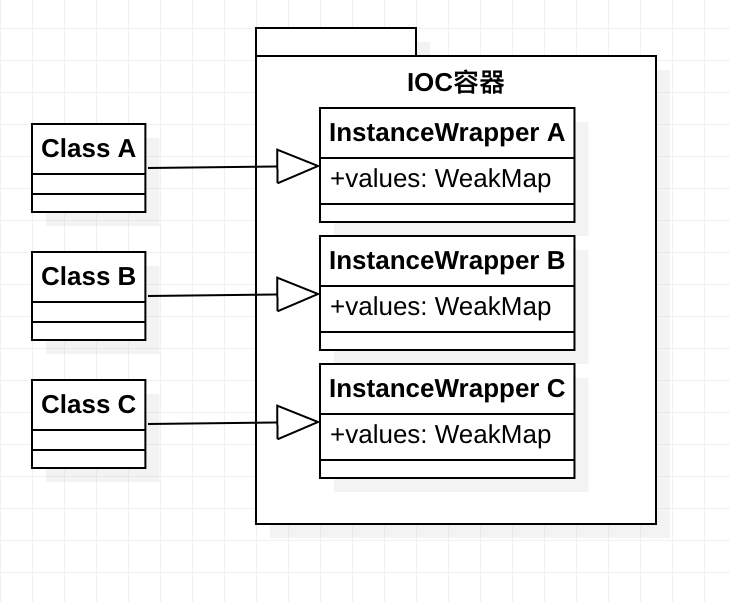 IOC容器
Class A
InstanceWrapper A
+values: WeakMap
Class B
InstanceWrapper B
+values: WeakMap
Class C
InstanceWrapper C
+values: WeakMap